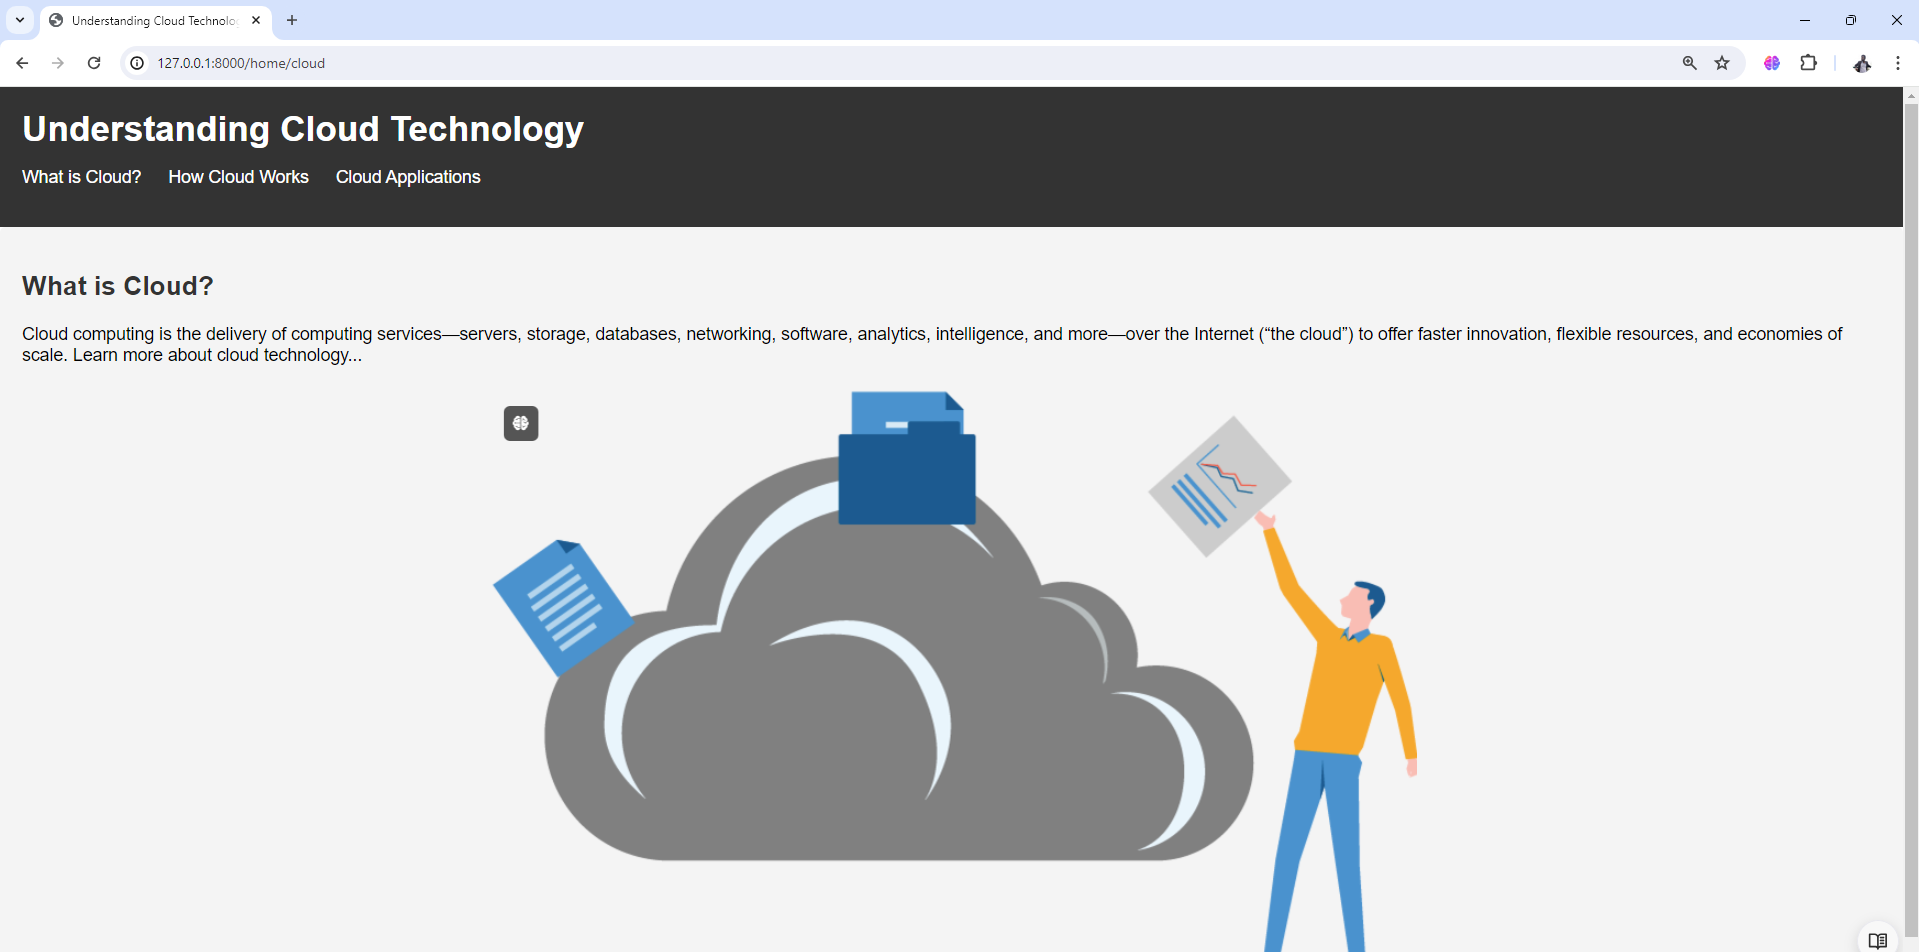 Understanding Cloud Technolo
127.0.0.1:8000/home/cloud
Understanding Cloud Technology
What is Cloud? How Cloud Works Cloud Applications
What is Cloud?
Cloud computing is the delivery of computing services—servers, storage, databases, networking, software, analytics, intelligence, and more—over the Internet (“the cloud”) to offer faster innovation, flexible resources, and economies of
scale. Learn more about cloud technology...